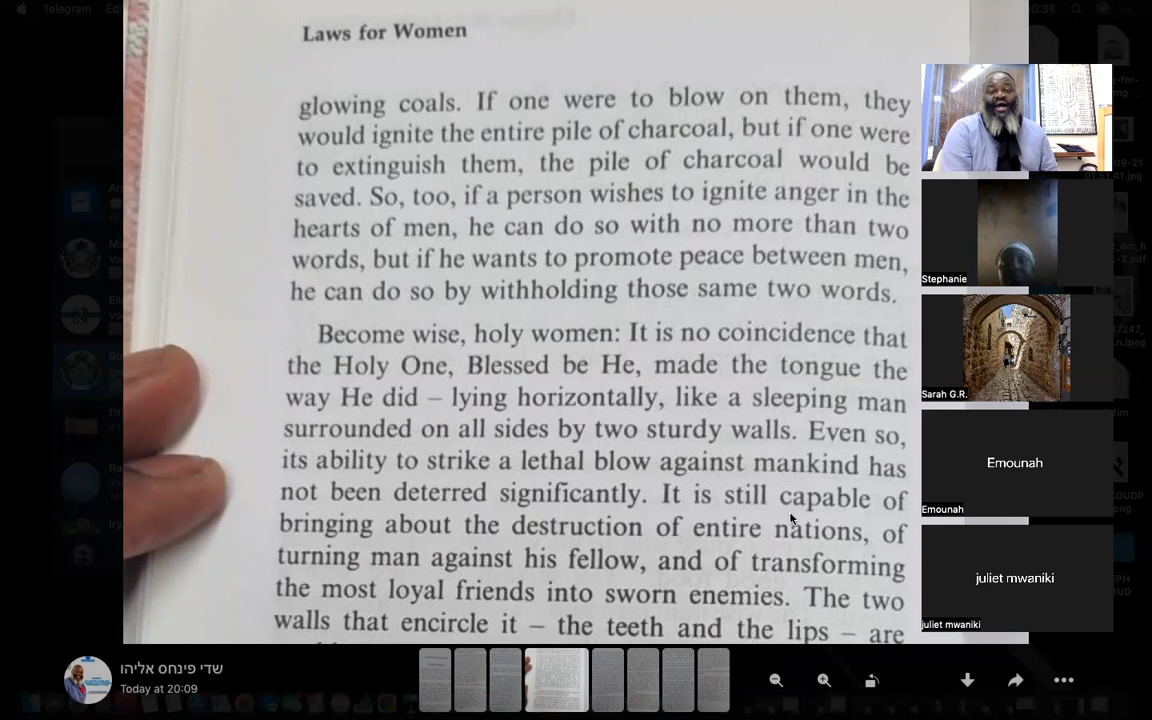 Telegram
Laws for Women
glowing coals. If one were to blow on them, they
would ignite the entire pile of charcoal, but if one were
to extinguish them, the pile of charcoal would be
saved. So, too, if a person wishes to ignite anger in the
hearts of men, he can do so with no more than two
words, but if he wants to promote peace between men,
he can do so by withholding those same two words.
Become wise, holy women: It is no coincidence that
the Holy One, Blessed be He, made the tongue the
way He did – lying horizontally, like a sleeping man
surrounded on all sides by two sturdy walls. Even so,
its ability to strike a lethal blow against mankind has
not been deterred significantly. It is still capable of
bringing about the destruction of entire nations, of
turning man against his fellow, and of transforming
the most loyal friends into sworn enemies. The two
walls that encircle it – the teeth and the lips – are
Stephanie
Sarah G.R.
Emounah
Emounah
juliet mwaniki
juliet mwaniki
שדי פינחס אליהו
Today at 20:09